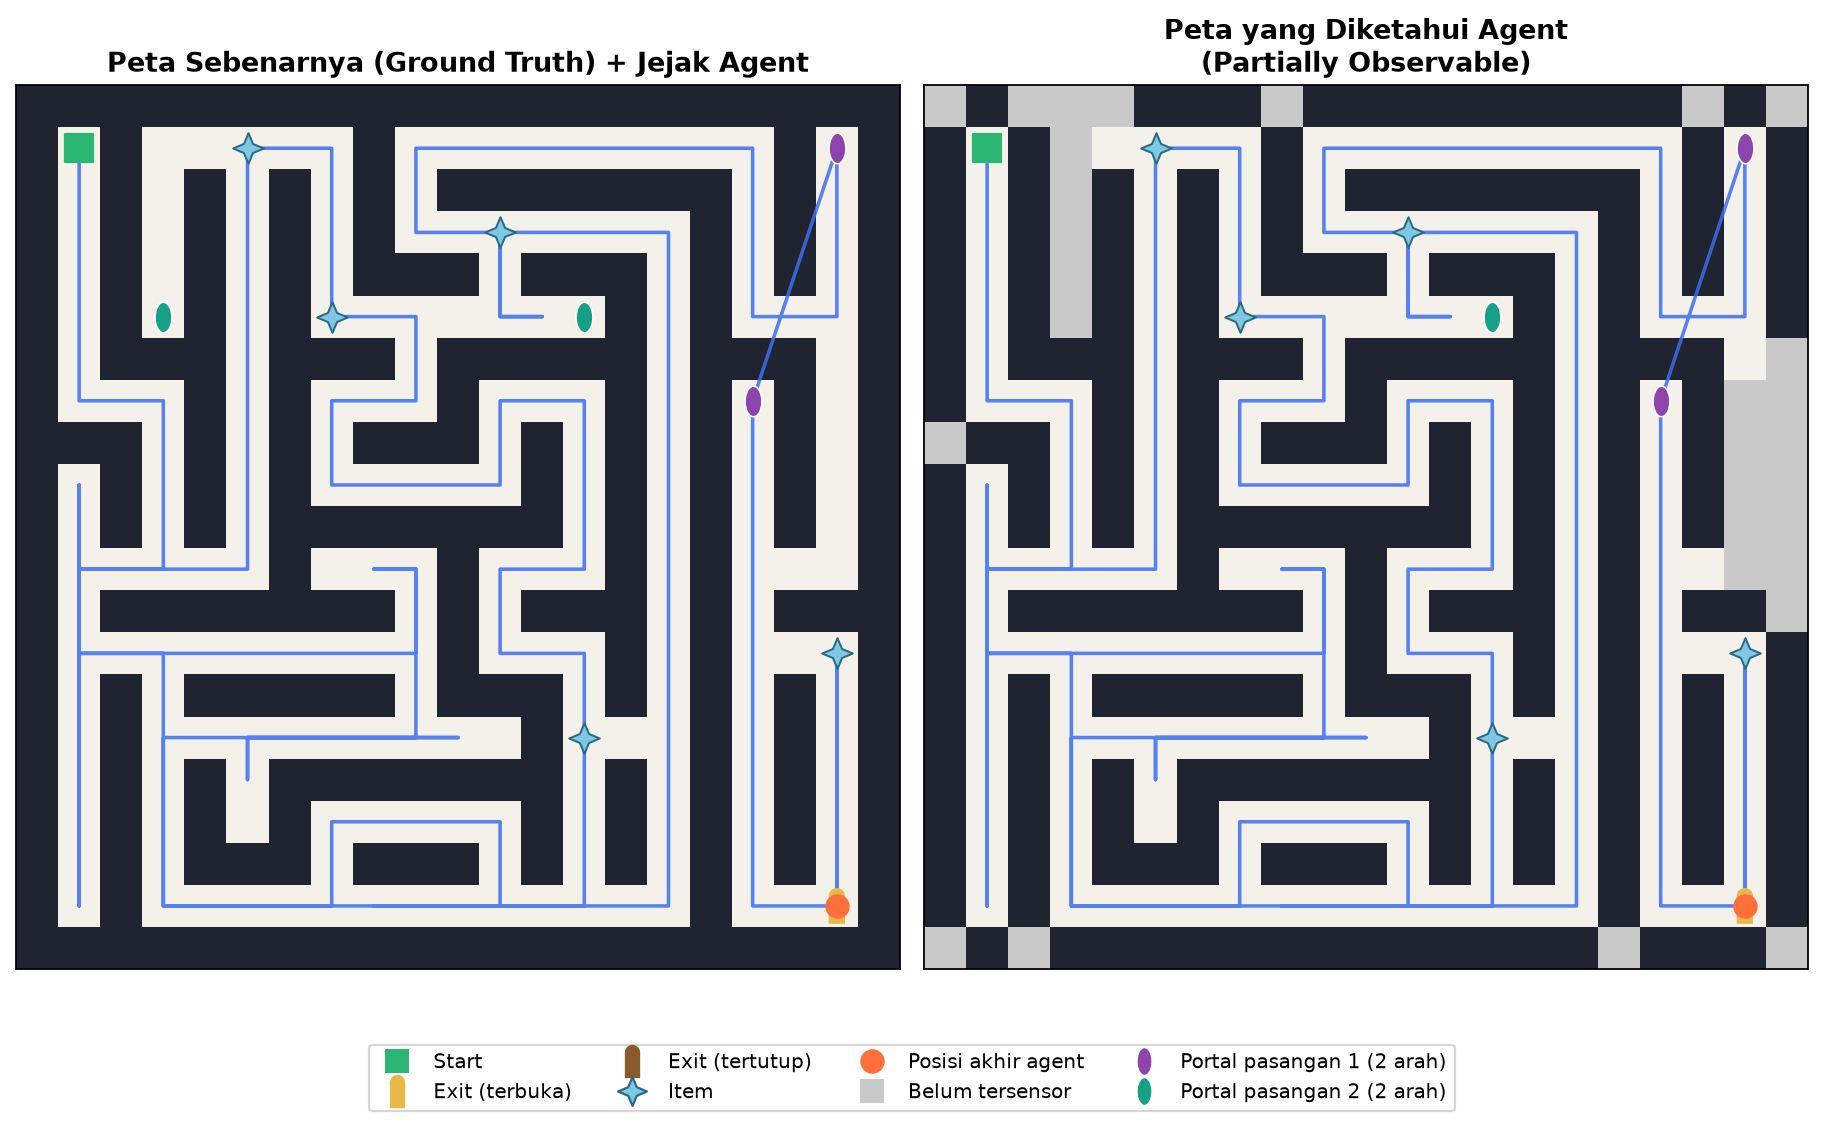 Peta Sebenarnya (Ground Truth) + Jejak Agent
Peta yang Diketahui Agent
(Partially Observable)
Start
Exit (terbuka)
Exit (tertutup)
Item
Posisi akhir agent
Belum tersensor
Portal pasangan 1 (2 arah)
Portal pasangan 2 (2 arah)